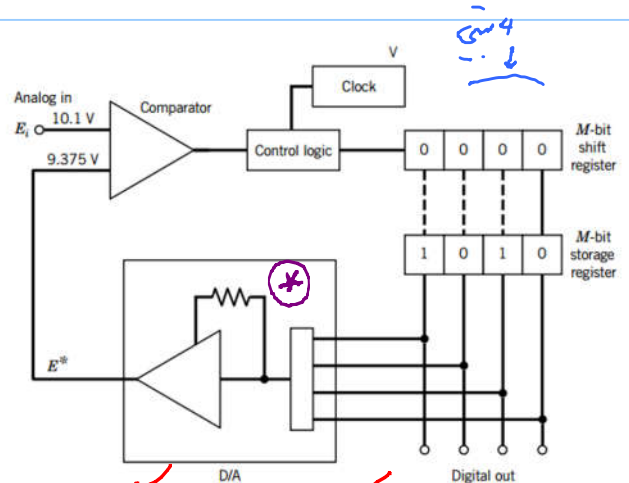 V
Clock
Analog in
Comparator
E_i
10.1 V
9.375 V
Control logic
0 0 0 0
M-bit
shift
register
1 0 1 0
M-bit
storage
register
*
E*
D/A
Digital out